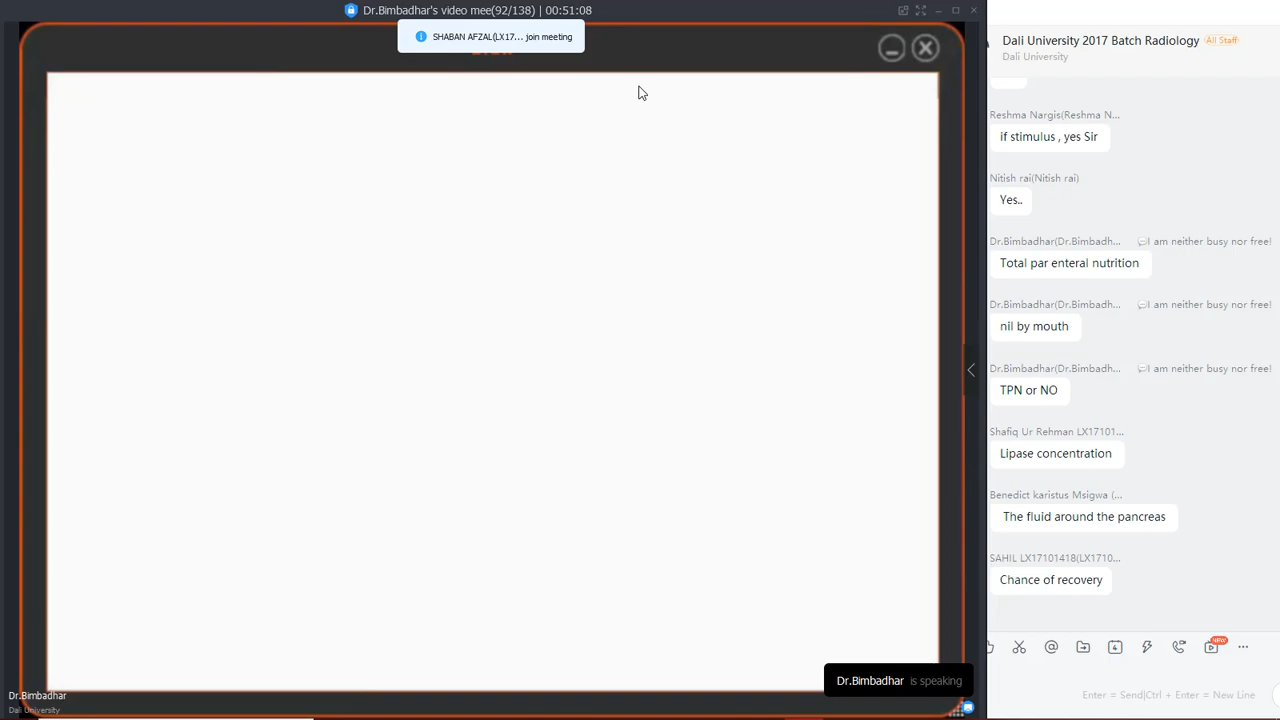 Dr.Bimbadhar's video mee(92/138) | 00:51:08
SHABAN AFZAL(LX17... join meeting
Dr.Bimbadhar is speaking
Dr.Bimbadhar
Dali University
Dali University 2017 Batch Radiology All Staff
Dali University
Reshma Nargis(Reshma N...
if stimulus , yes Sir
Nitish rai(Nitish rai)
Yes..
Dr.Bimbadhar(Dr.Bimbadh... I am neither busy nor free!
Total par enteral nutrition
Dr.Bimbadhar(Dr.Bimbadh... I am neither busy nor free!
nil by mouth
Dr.Bimbadhar(Dr.Bimbadh... I am neither busy nor free!
TPN or NO
Shafiq Ur Rehman LX17101...
Lipase concentration
Benedict karistus Msigwa (...
The fluid around the pancreas
SAHIL LX17101418(LX1710...
Chance of recovery
4
NEW
Enter = Send|Ctrl + Enter = New Line